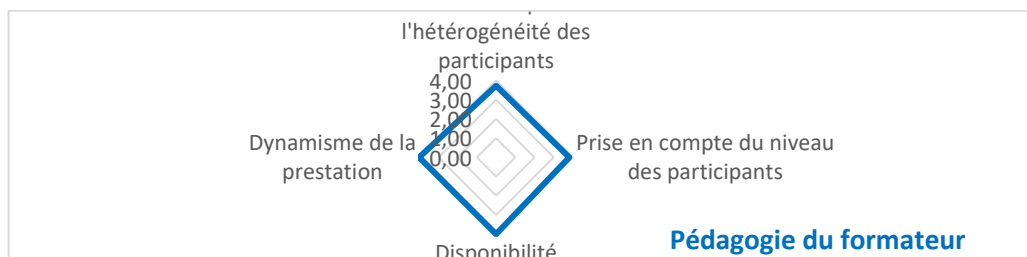 l'hétérogénéité des
participants
4,00
3,00
2,00
1,00
0,00
Dynamisme de la
prestation
Prise en compte du niveau
des participants
Disponibilité
Pédagogie du formateur